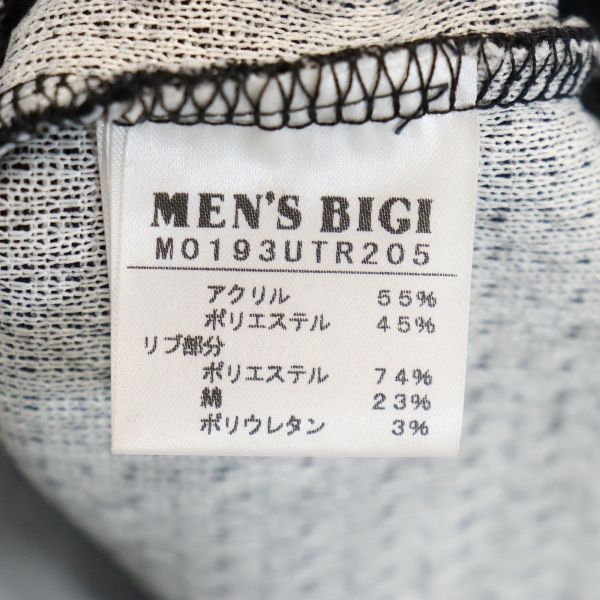 MEN'S BIGI
M0193UTR205
アクリル 55%
ポリエステル 45%
リブ部分
ポリエステル 74%
綿 23%
ポリウレタン 3%